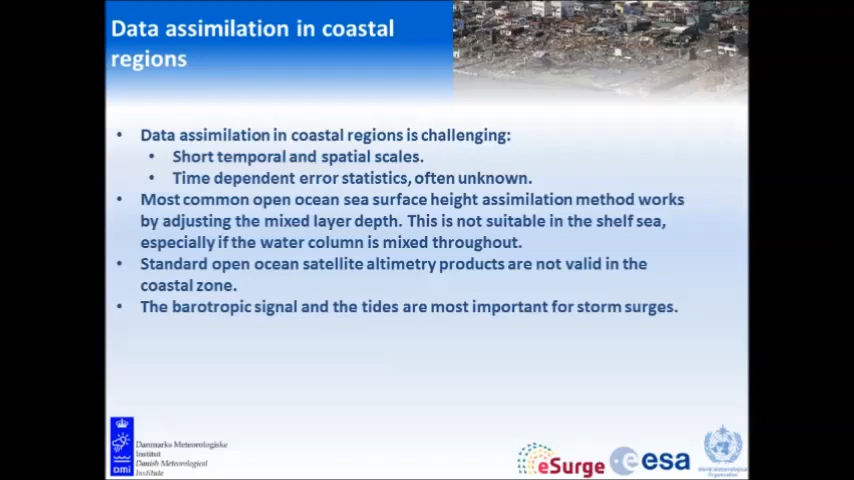 Data assimilation in coastal
regions
• Data assimilation in coastal regions is challenging:
• Short temporal and spatial scales.
• Time dependent error statistics, often unknown.
• Most common open ocean sea surface height assimilation method works
by adjusting the mixed layer depth. This is not suitable in the shelf sea,
especially if the water column is mixed throughout.
• Standard open ocean satellite altimetry products are not valid in the
coastal zone.
• The barotropic signal and the tides are most important for storm surges.
Danmarks Meteorologiske
Institut
Danish Meteorological
Institute
DMI
eSurge
esa
World Meteorological
Organization